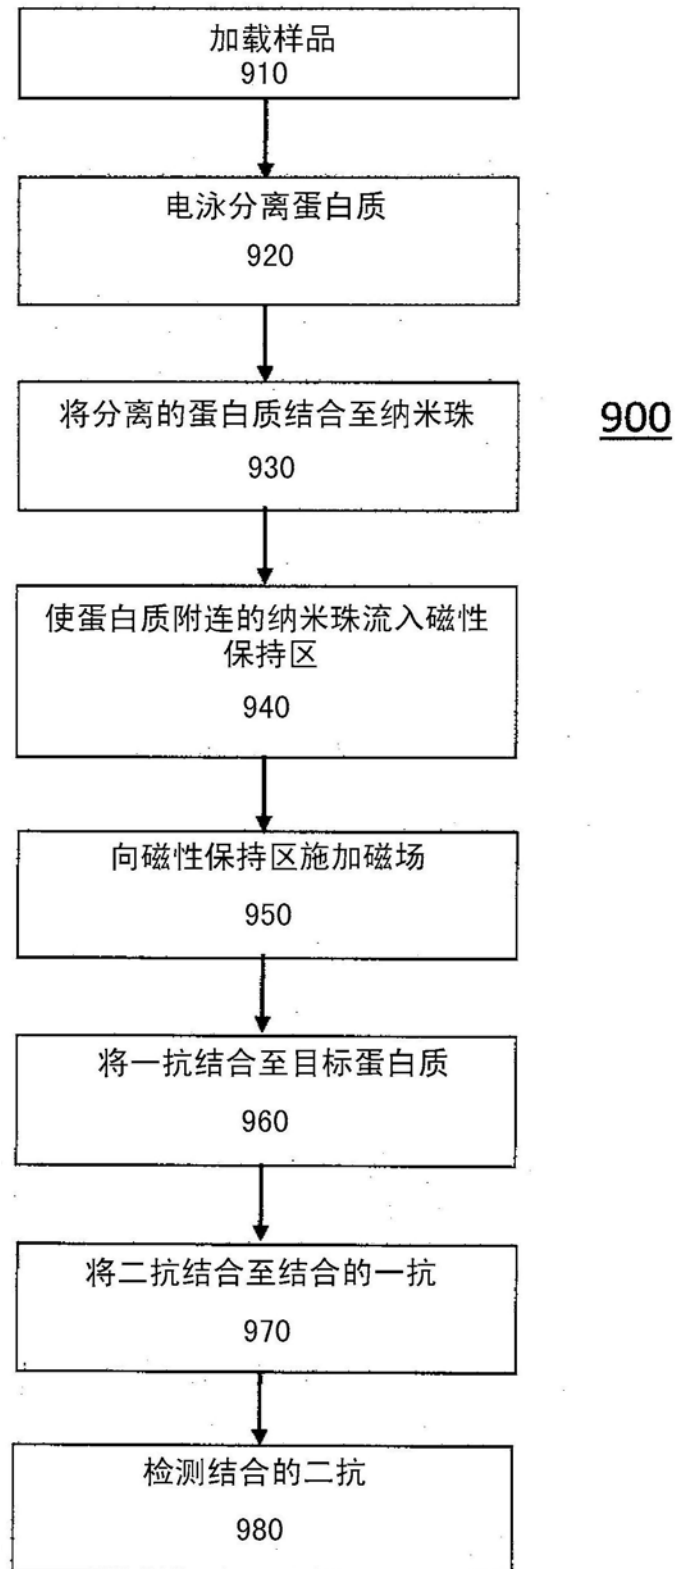 加载样品
910
电泳分离蛋白质
920
将分离的蛋白质结合至纳米珠
930
900
使蛋白质附连的纳米珠流入磁性
保持区
940
向磁性保持区施加磁场
950
将一抗结合至目标蛋白质
960
将二抗结合至结合的一抗
970
检测结合的二抗
980